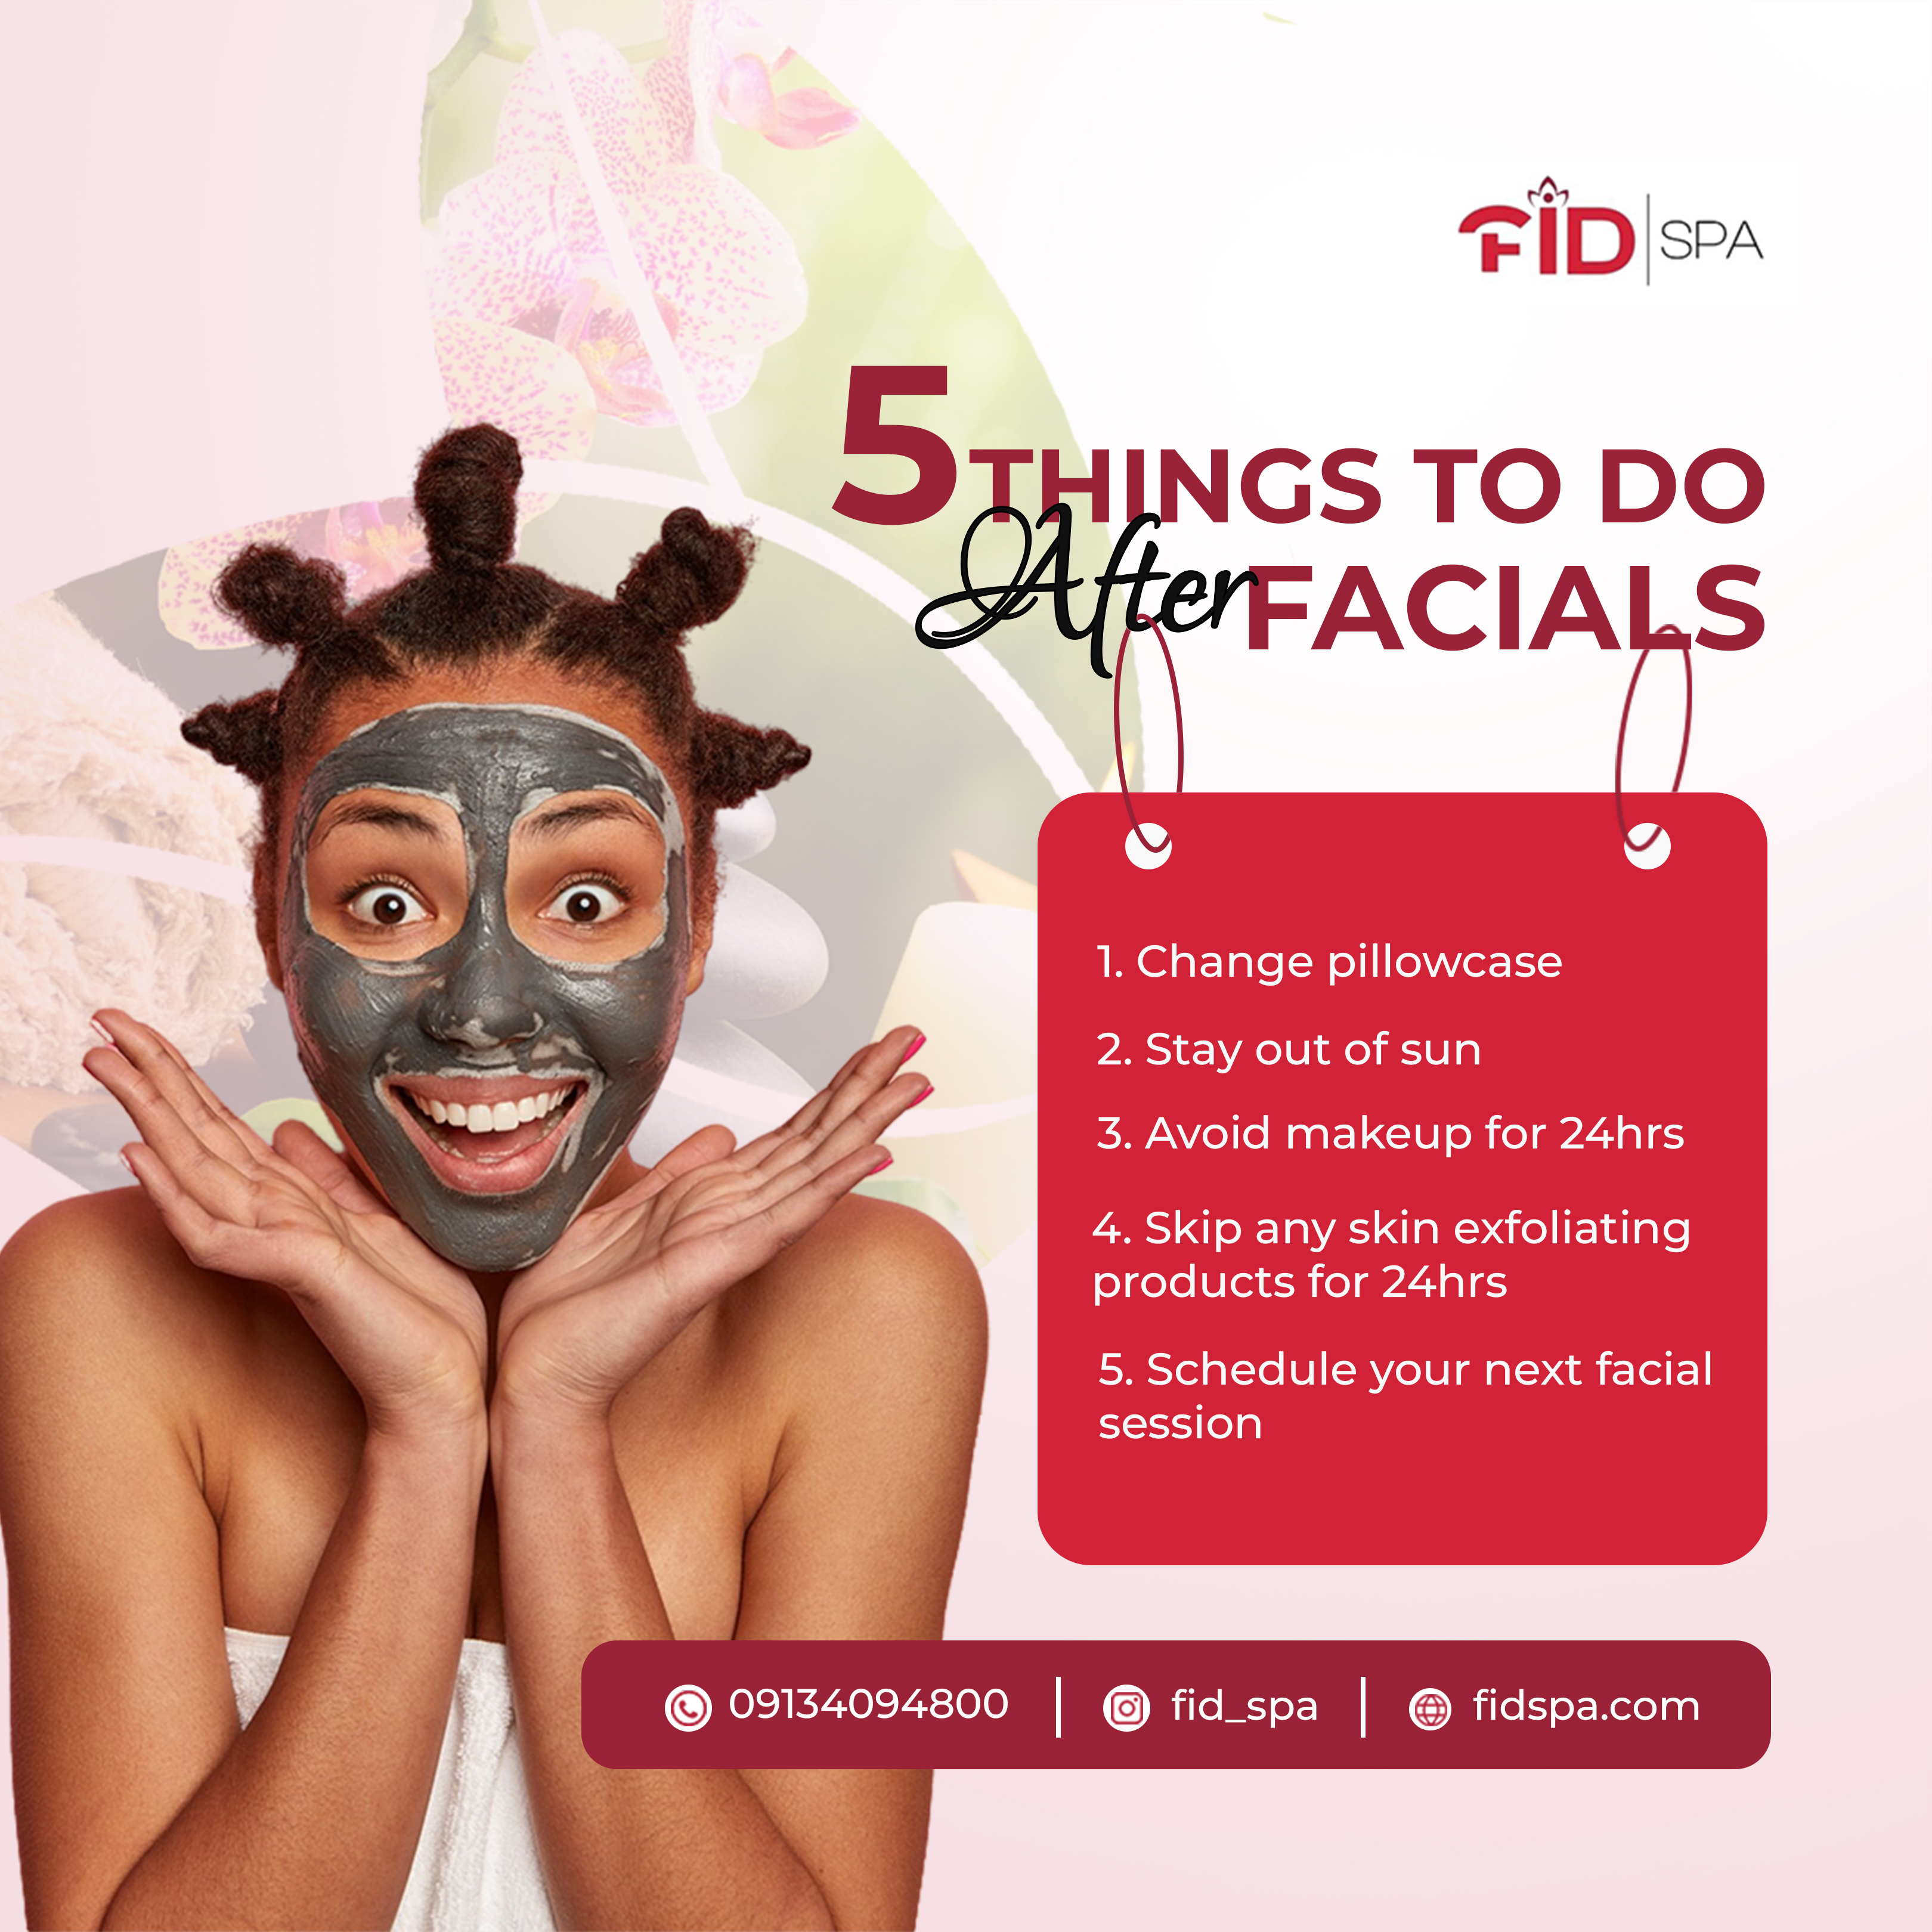 FID | SPA
5 THINGS TO DO
After FACIALS
1. Change pillowcase
2. Stay out of sun
3. Avoid makeup for 24hrs
4. Skip any skin exfoliating
products for 24hrs
5. Schedule your next facial
session
09134094800 | fid_spa | fidspa.com